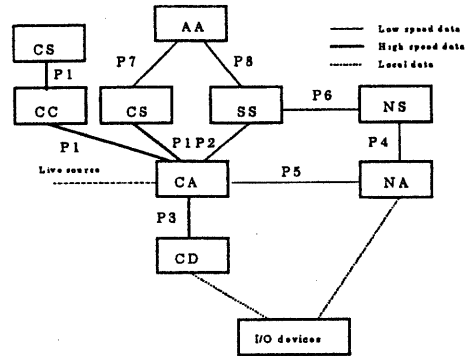 AA
Low speed data
High speed data
Local data
CS
P7
P8
P1
CC
CS
SS
P6
NS
P1
P1 P2
P4
Live source
CA
P5
NA
P3
CD
I/O devices